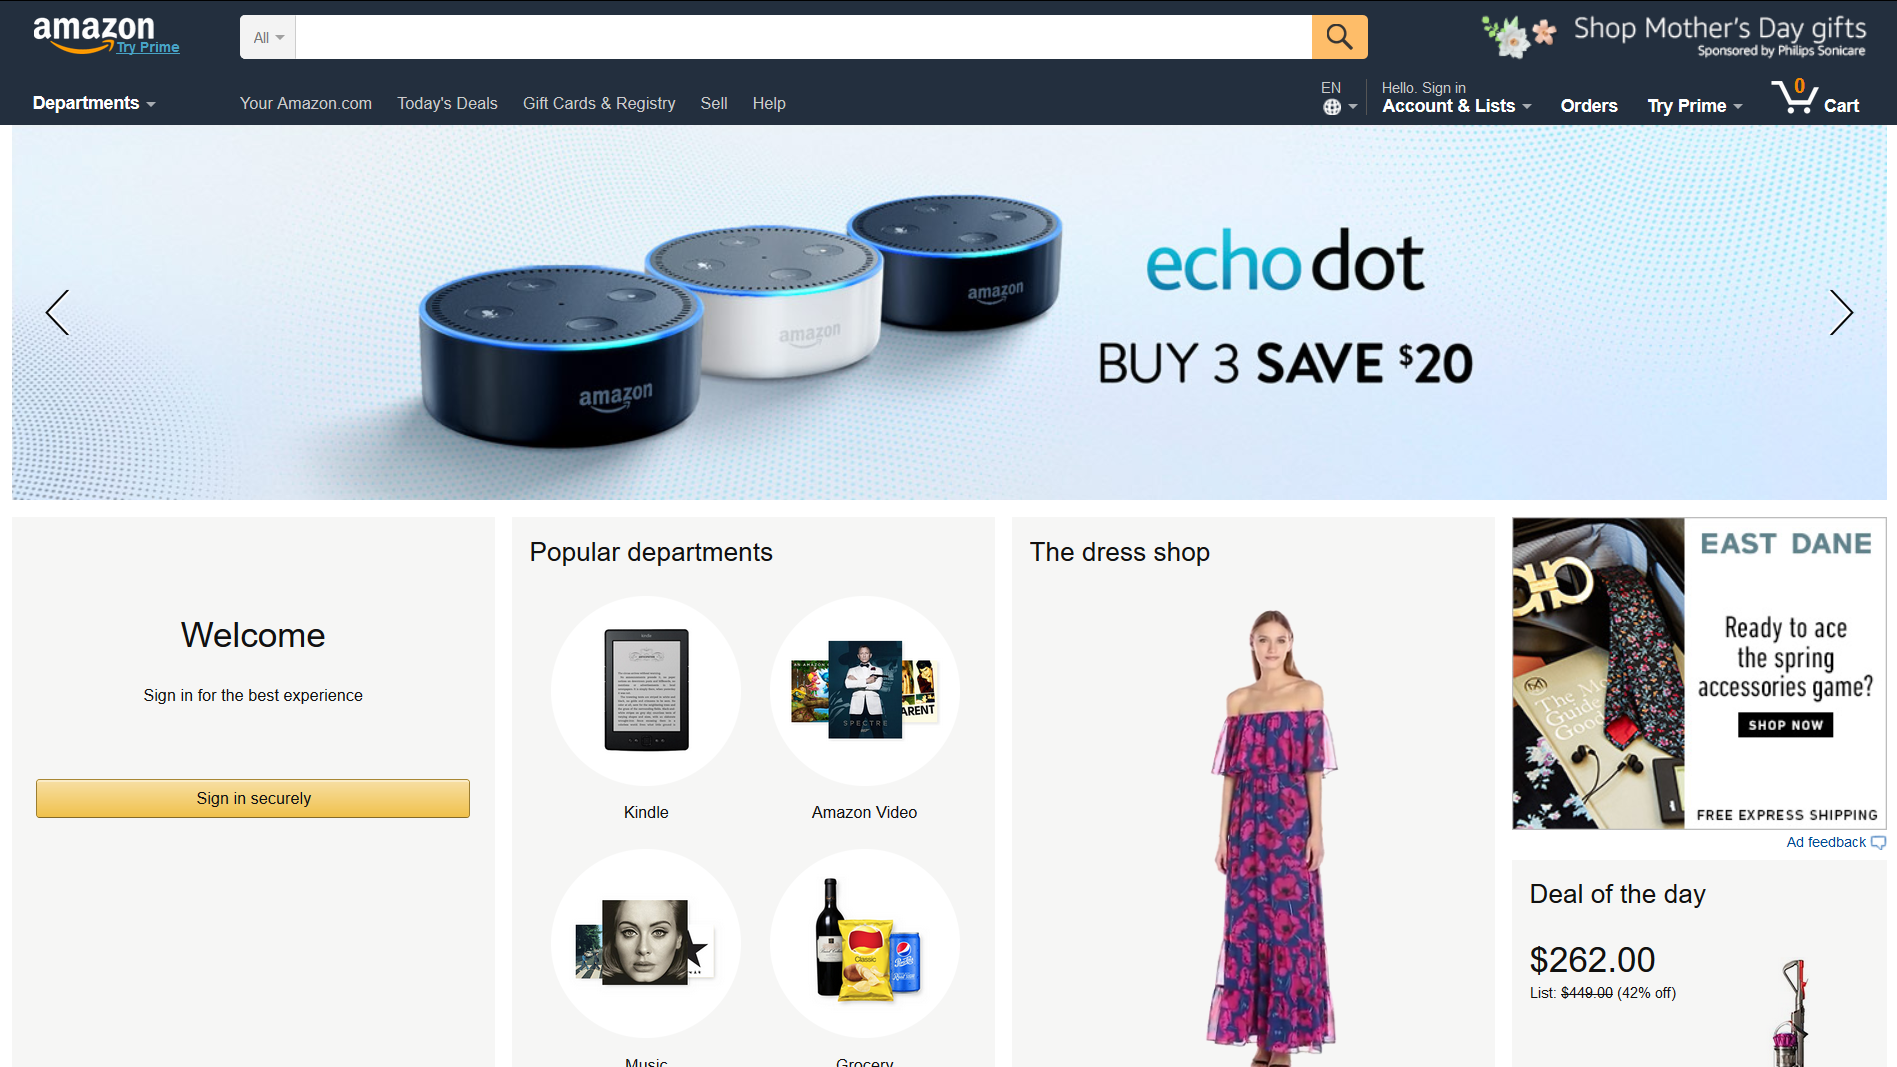 amazon
Try Prime
All
Shop Mother's Day gifts
Sponsored by Philips Sonicare
Departments
Your Amazon.com
Today's Deals
Gift Cards & Registry
Sell
Help
EN
Hello. Sign in
Account & Lists
Orders
Try Prime
0
Cart
echo dot
BUY 3 SAVE $20
amazon
amazon
amazon
Welcome
Sign in for the best experience
Sign in securely
Popular departments
kindle
SPECTRE
Kindle
Amazon Video
Classic
Music
Grocery
The dress shop
EAST DANE
Ready to ace
the spring
accessories game?
SHOP NOW
FREE EXPRESS SHIPPING
Ad feedback
Deal of the day
$262.00
List: $449.00 (42% off)